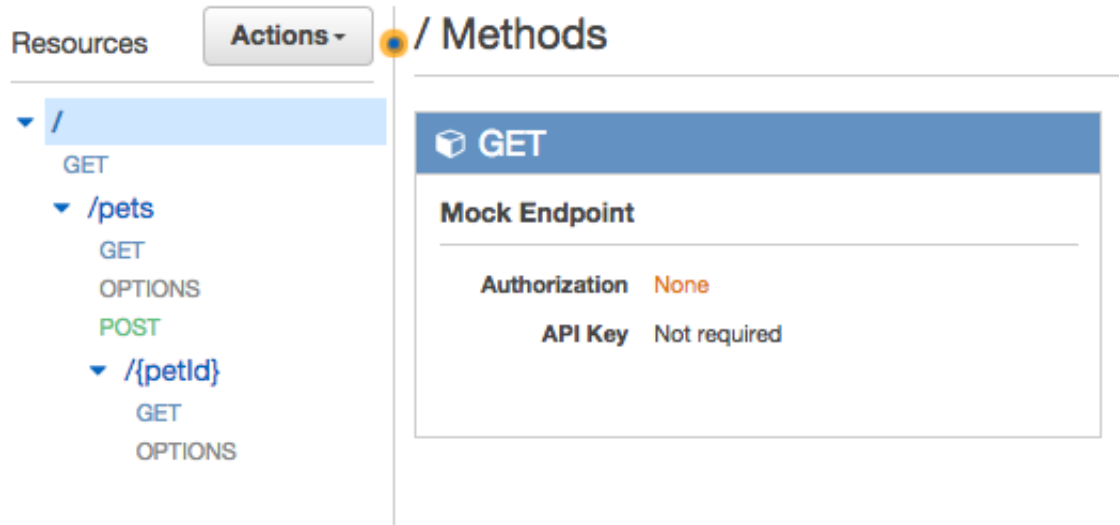 Resources
Actions
/
GET
/pets
GET
OPTIONS
POST
/{petId}
GET
OPTIONS
/ Methods
GET
Mock Endpoint
Authorization None
API Key Not required